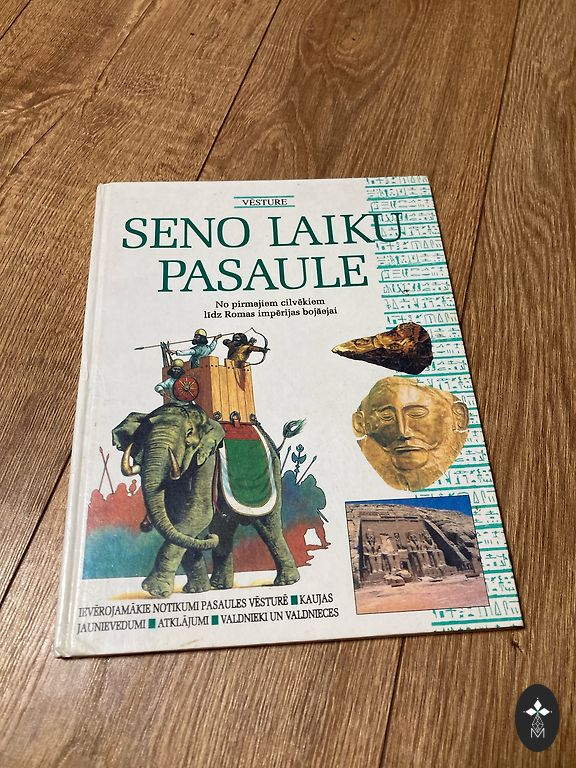 VĒSTURE
SENO LAIKU
PASAULE
No pirmajiem cilvēkiem
līdz Romas impērijas bojāejai
IEVĒROJAMĀKIE NOTIKUMI PASAULES VĒSTURĒ ■ KAUJAS
JAUNIEVEDUMI ■ ATKLĀJUMI ■ VALDNIEKI UN VALDNIECES
M